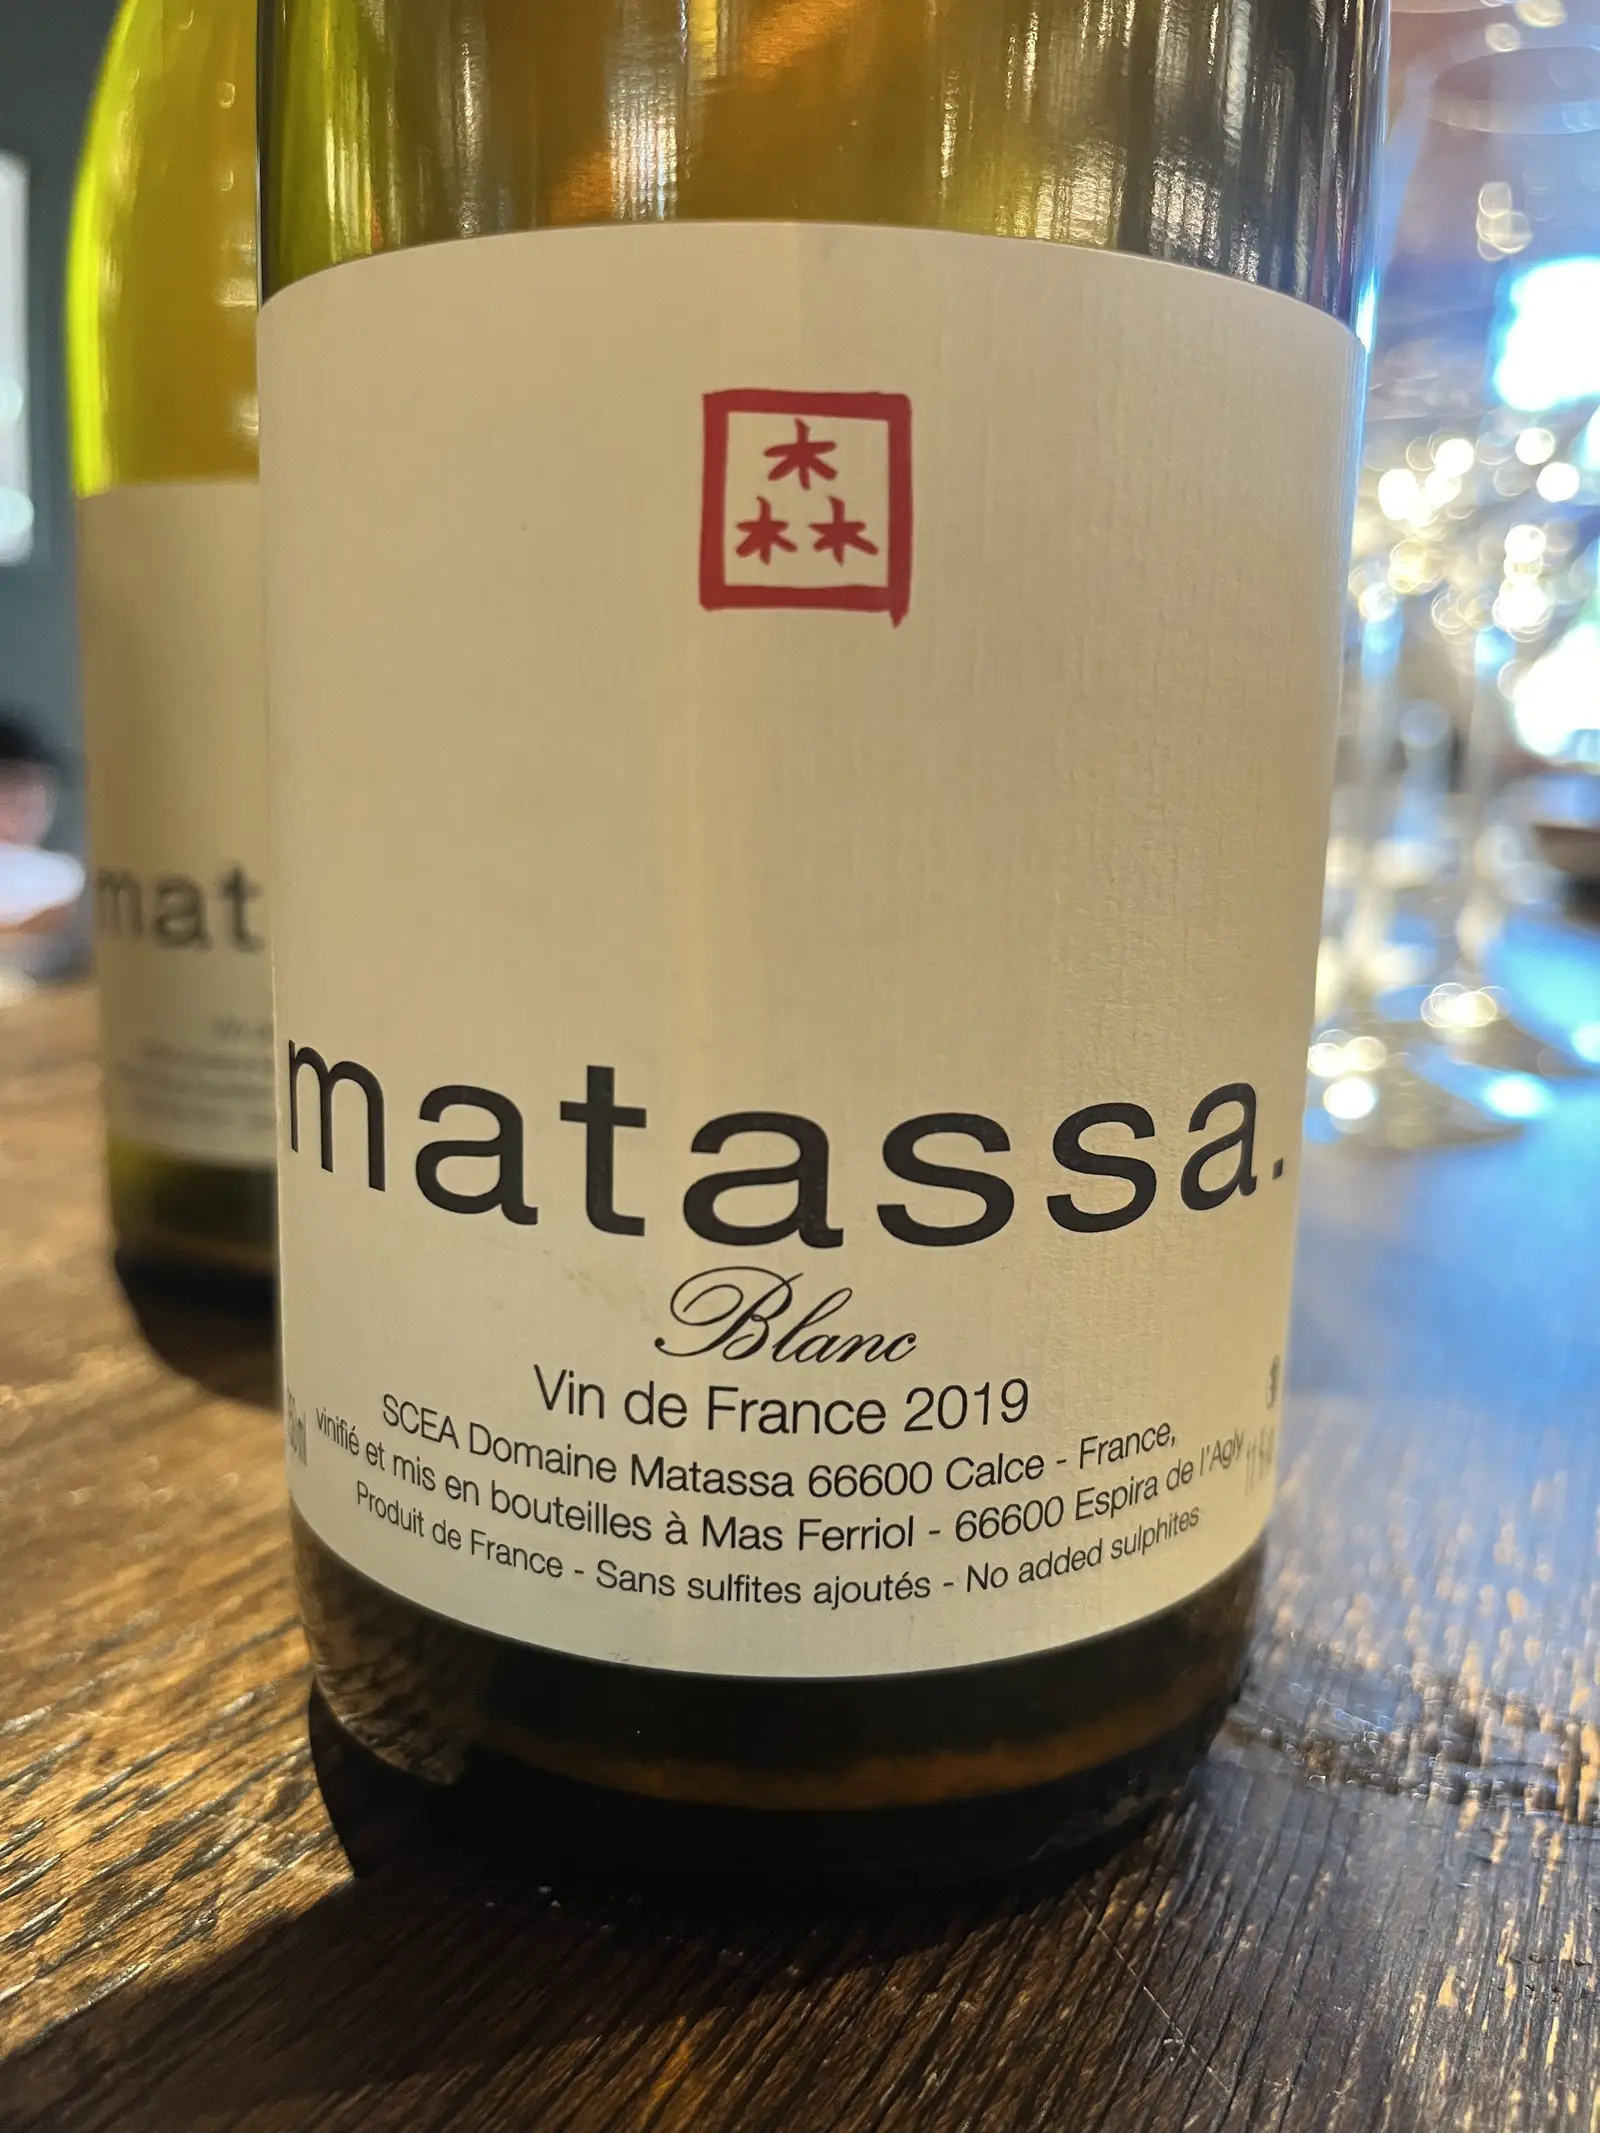 森
matassa.
Blanc
Vin de France 2019
SCEA Domaine Matassa 66600 Calce - France,
vinifié et mis en bouteilles à Mas Ferriol - 66600 Espira de l'Agly
Produit de France - Sans sulfites ajoutés - No added sulphites
mat